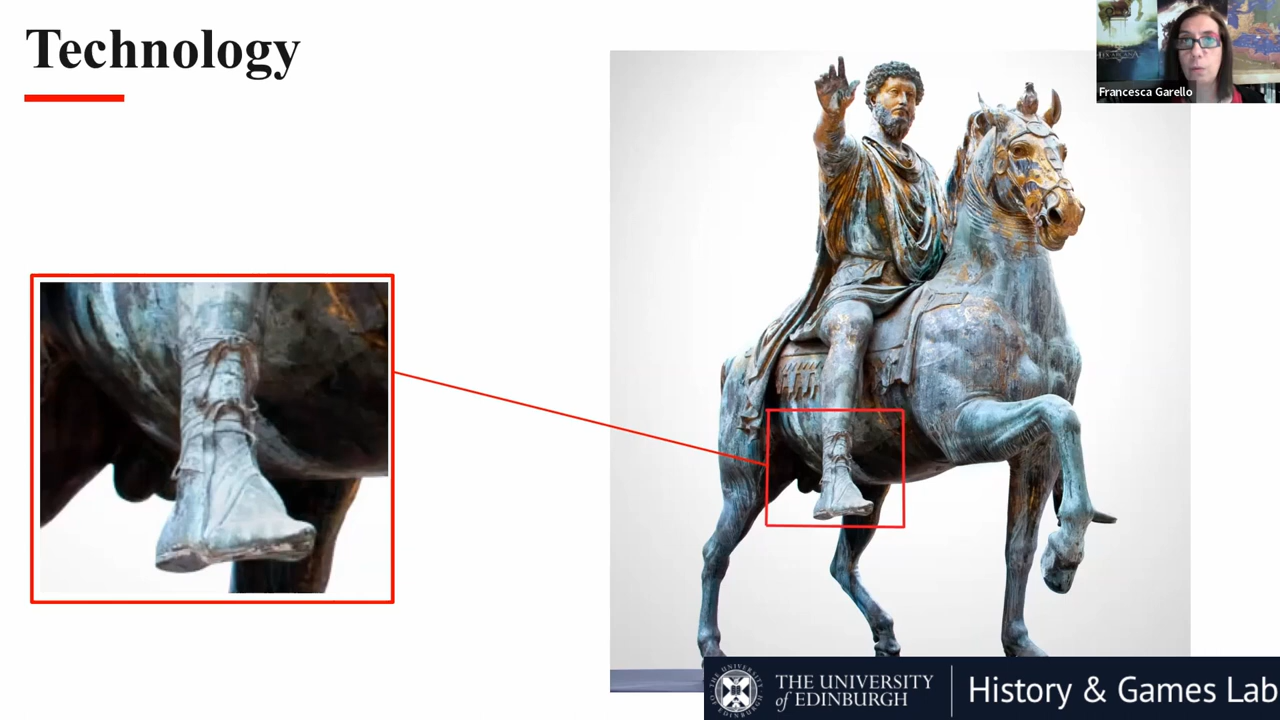 Technology
Francesca Garello
THE UNIVERSITY
of EDINBURGH
History & Games Lab